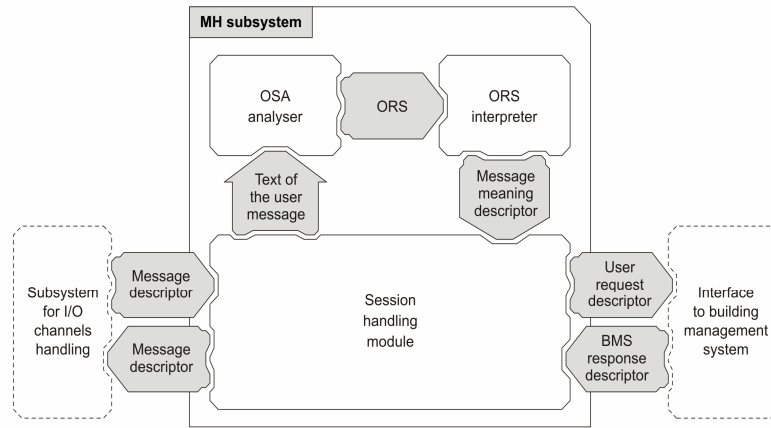 MH subsystem
OSA
analyser
ORS
ORS
interpreter
Text of
the user
message
Message
meaning
descriptor
Subsystem
for I/O
channels
handling
Message
descriptor
Message
descriptor
Session
handling
module
User
request
descriptor
BMS
response
descriptor
Interface
to building
management
system